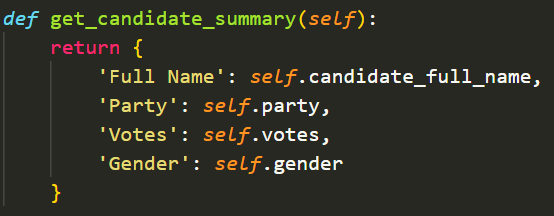 def get_candidate_summary(self):
    return {
        'Full Name': self.candidate_full_name,
        'Party': self.party,
        'Votes': self.votes,
        'Gender': self.gender
    }